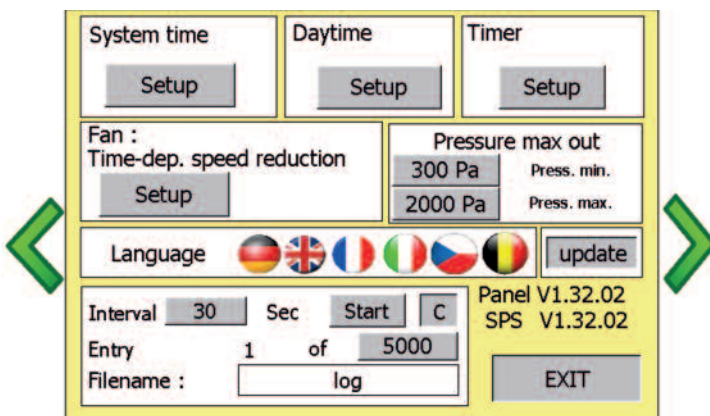 System time
Setup
Daytime
Setup
Timer
Setup
Fan :
Time-dep. speed reduction
Setup
Pressure max out
300 Pa Press. min.
2000 Pa Press. max.
Language
update
Interval 30 Sec Start C
Entry 1 of 5000
Filename : log
Panel V1.32.02
SPS V1.32.02
EXIT